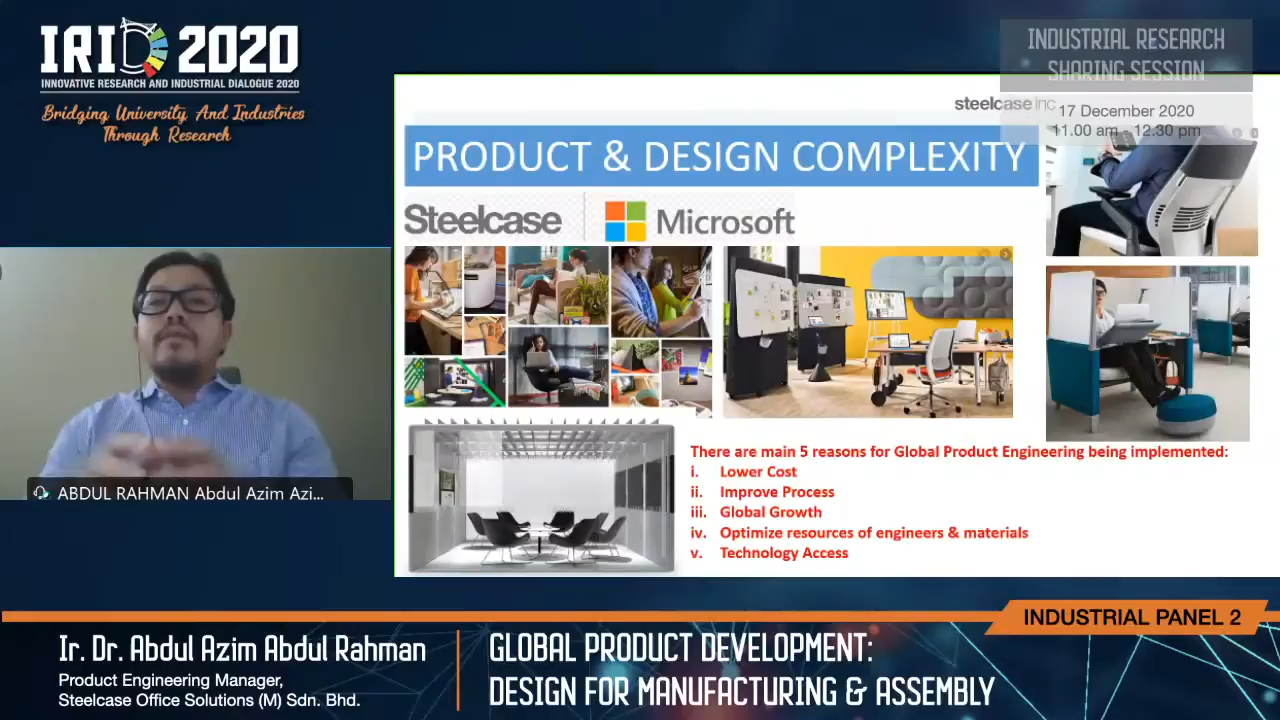 IRID 2020
INNOVATIVE RESEARCH AND INDUSTRIAL DIALOGUE 2020
Bridging University And Industries
Through Research
INDUSTRIAL RESEARCH
SHARING SESSION
17 December 2020
11.00 am - 12.30 pm
steelcase inc
PRODUCT & DESIGN COMPLEXITY
Steelcase
Microsoft
ABDUL RAHMAN Abdul Azim Azi...
There are main 5 reasons for Global Product Engineering being implemented:
i. Lower Cost
ii. Improve Process
iii. Global Growth
iv. Optimize resources of engineers & materials
v. Technology Access
INDUSTRIAL PANEL 2
Ir. Dr. Abdul Azim Abdul Rahman
Product Engineering Manager,
Steelcase Office Solutions (M) Sdn. Bhd.
GLOBAL PRODUCT DEVELOPMENT:
DESIGN FOR MANUFACTURING & ASSEMBLY